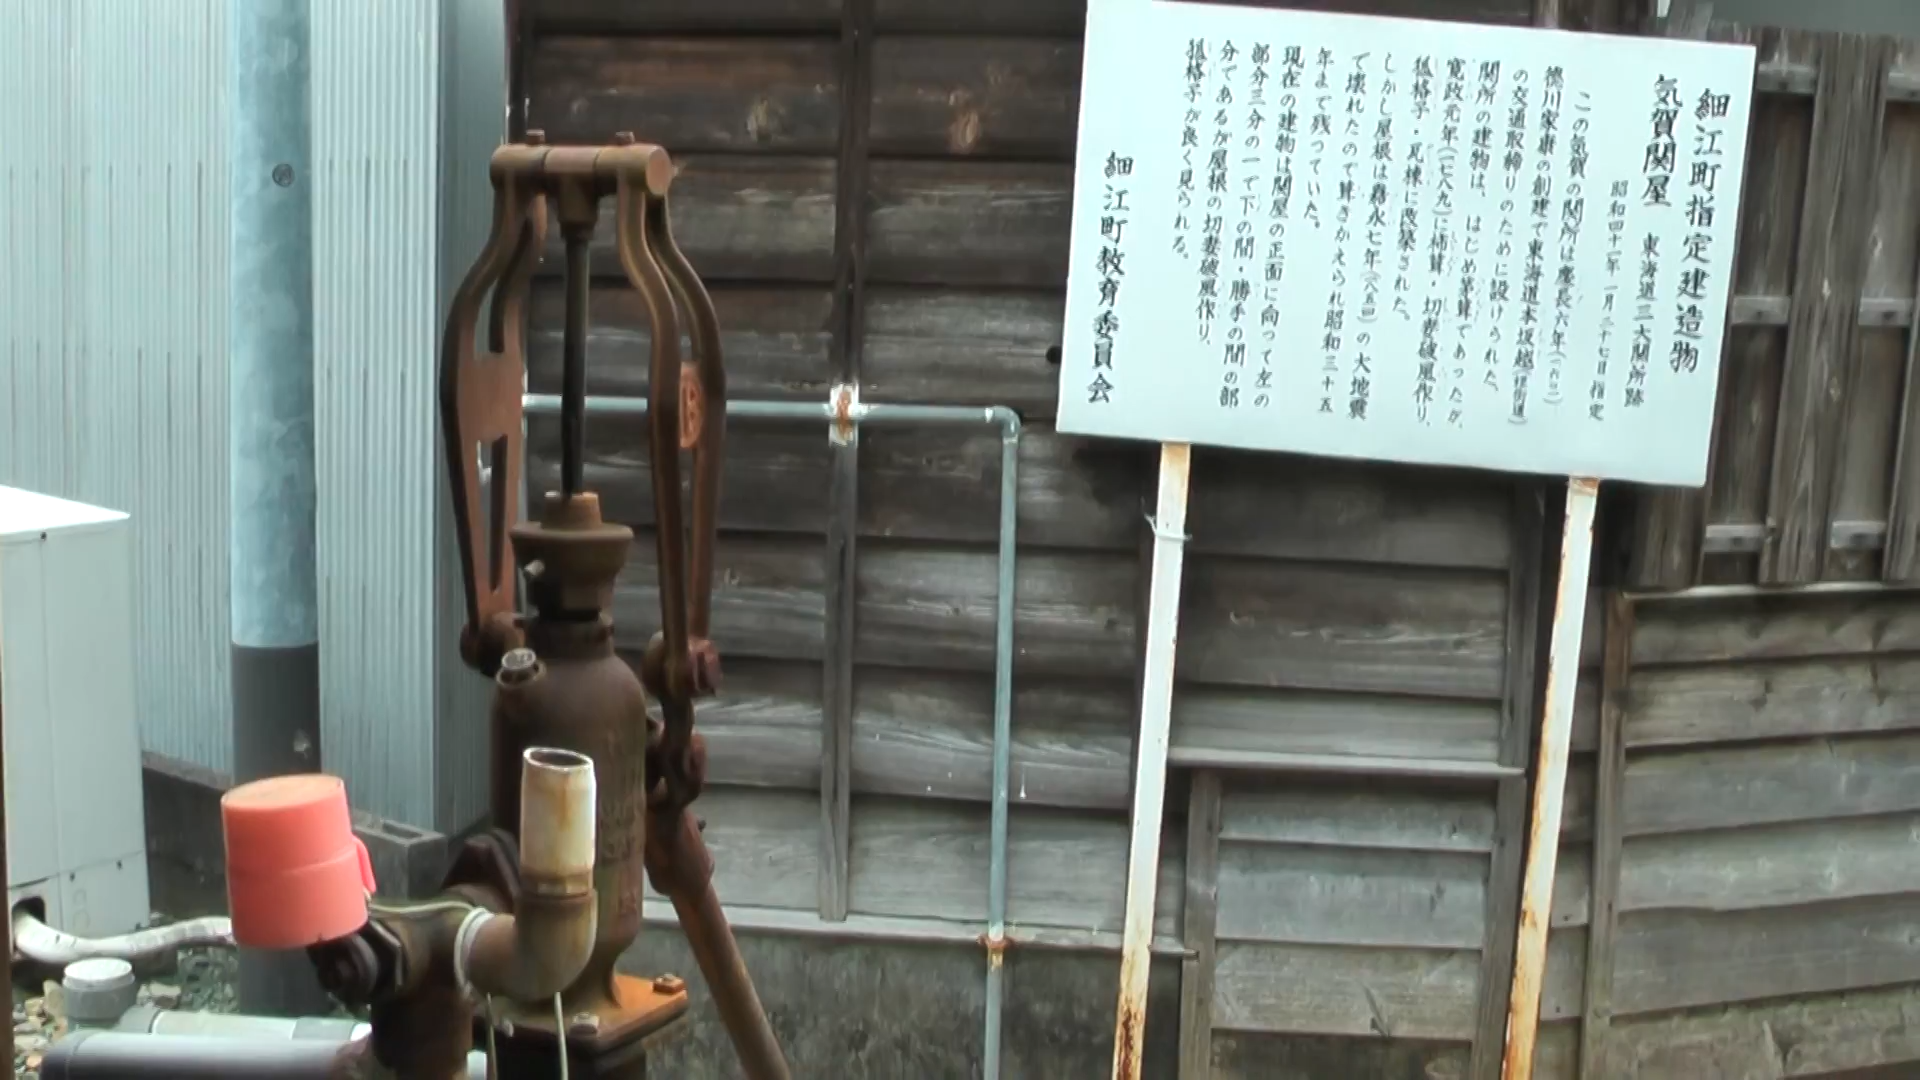 細江町指定建造物
気賀関屋　東海道三大関所跡
昭和四十一年一月二十七日 指定
この気賀の関所は慶長六年(一六〇一)
徳川家康の創建で東海道本坂越(姫街道)
の交通取締りのために設けられた。
関所の建物は、はじめ茅葺であったが、
寛政元年(一七八九)に柿葺・切妻破風作り、
狐格子・瓦棟に改築された。
しかし屋根は嘉永七年(一八五四)の大地震
で壊れたので葺きかえられ昭和三十五
年まで残っていた。
現在の建物は関屋の正面に向って左の
部分三分の一で下の間・勝手の間の部
分であるが屋根の切妻破風作り、
狐格子が良く見られる。
細江町教育委員会